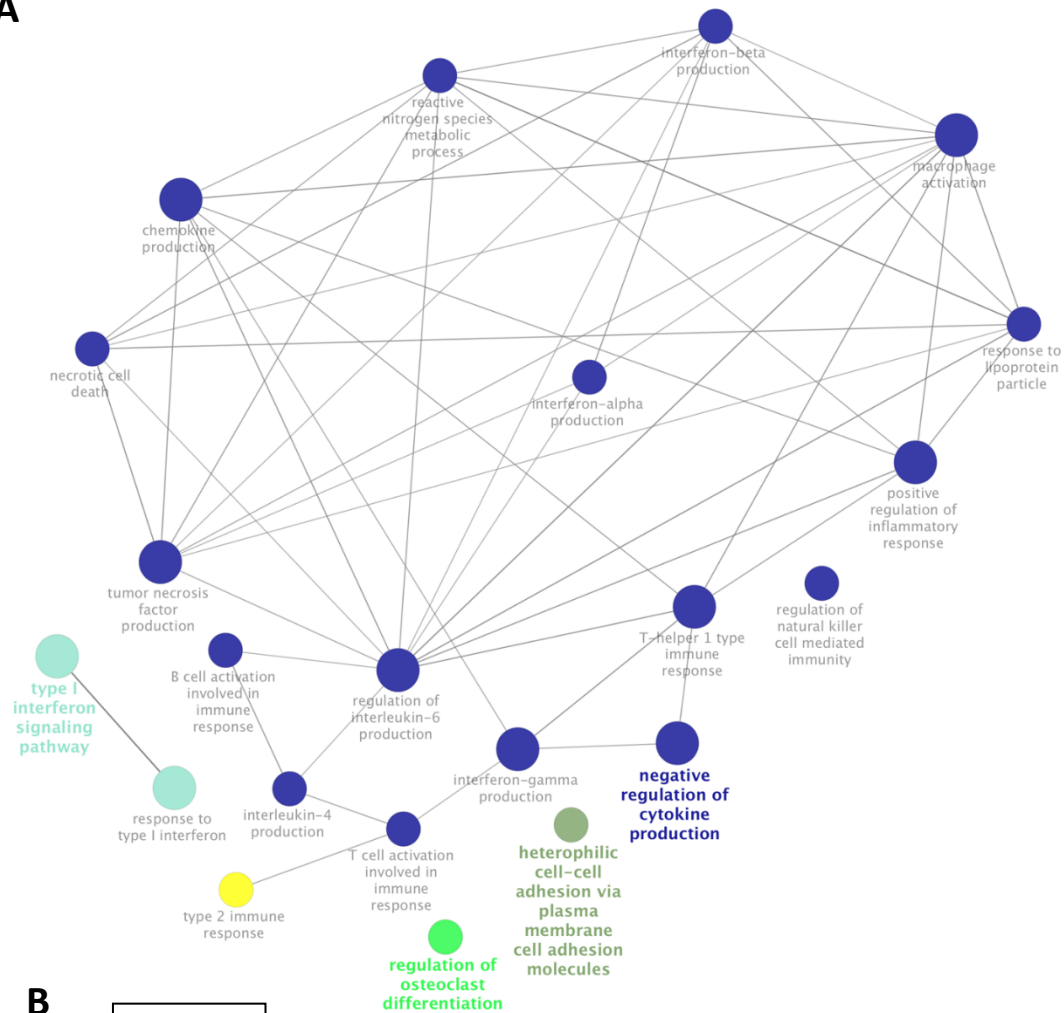 A
interferon-beta
production
reactive
nitrogen species
metabolic
process
macrophage
activation
chemokine
production
necrotic cell
death
response to
lipoprotein
particle
interferon-alpha
production
positive
regulation of
inflammatory
response
tumor necrosis
factor
production
regulation of
natural killer
cell mediated
immunity
T-helper 1 type
immune
response
B cell activation
involved in
immune
response
type I
interferon
signaling
pathway
regulation of
interleukin-6
production
interferon-gamma
production
negative
regulation of
cytokine
production
response to
type I interferon
interleukin-4
production
T cell activation
involved in
immune
response
heterophilic
cell-cell
adhesion via
plasma
membrane
cell adhesion
molecules
type 2 immune
response
regulation of
osteoclast
differentiation
B